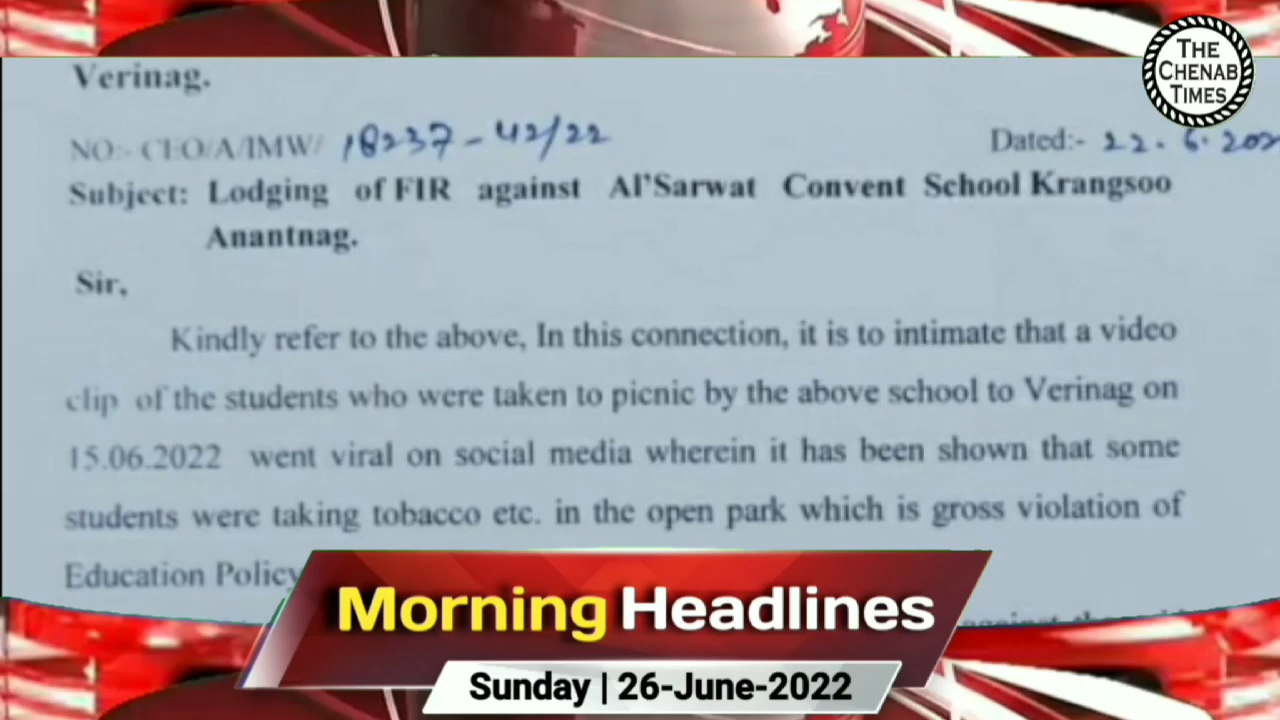 THE
CHENAB
TIMES
Verinag.
NO:- CEO/A/IMW/ 18237-42/22 Dated:- 22.6.202
Subject: Lodging of FIR against Al'Sarwat Convent School Krangsoo
Anantnag.
Sir,
Kindly refer to the above, In this connection, it is to intimate that a video
clip of the students who were taken to picnic by the above school to Verinag on
15.06.2022 went viral on social media wherein it has been shown that some
students were taking tobacco etc. in the open park which is gross violation of
Education Policy
Morning Headlines
Sunday | 26-June-2022